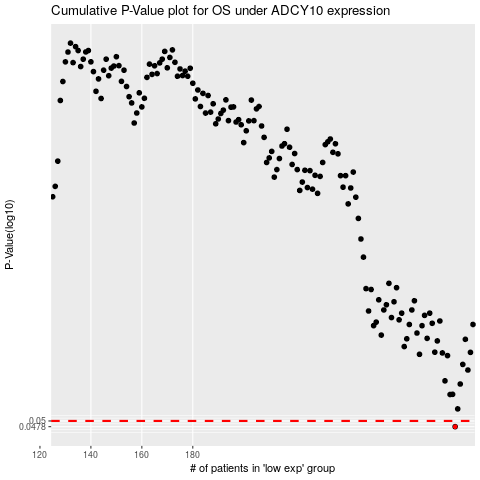 Cumulative P-Value plot for OS under ADCY10 expression
P-Value(log10)
0.05
0.0478
120 140 160 180
# of patients in 'low exp' group